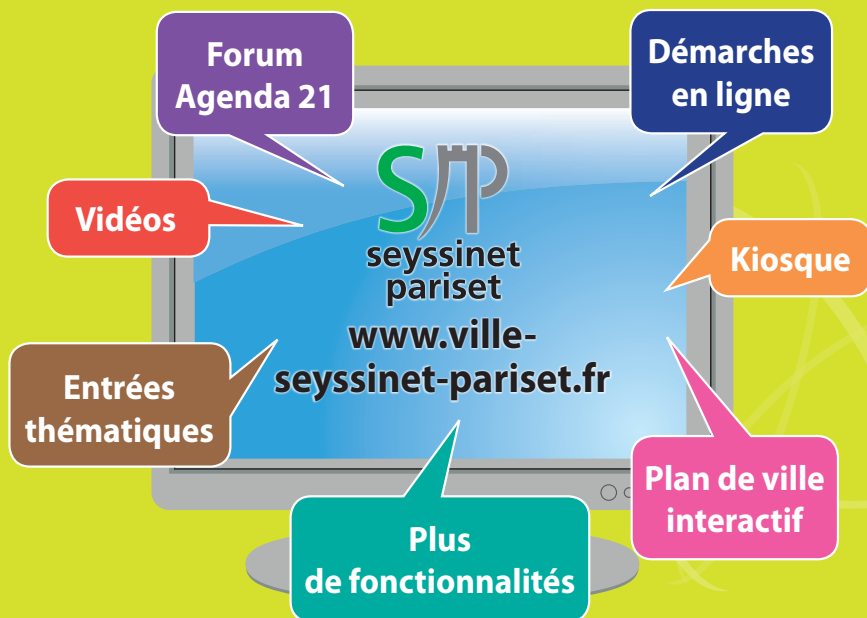 Forum
Agenda 21
Démarches
en ligne
Vidéos
SMP
seyssinet
pariset
Kiosque
www.ville-
seyssinet-pariset.fr
Entrées
thématiques
Plan de ville
interactif
Plus
de fonctionnalités